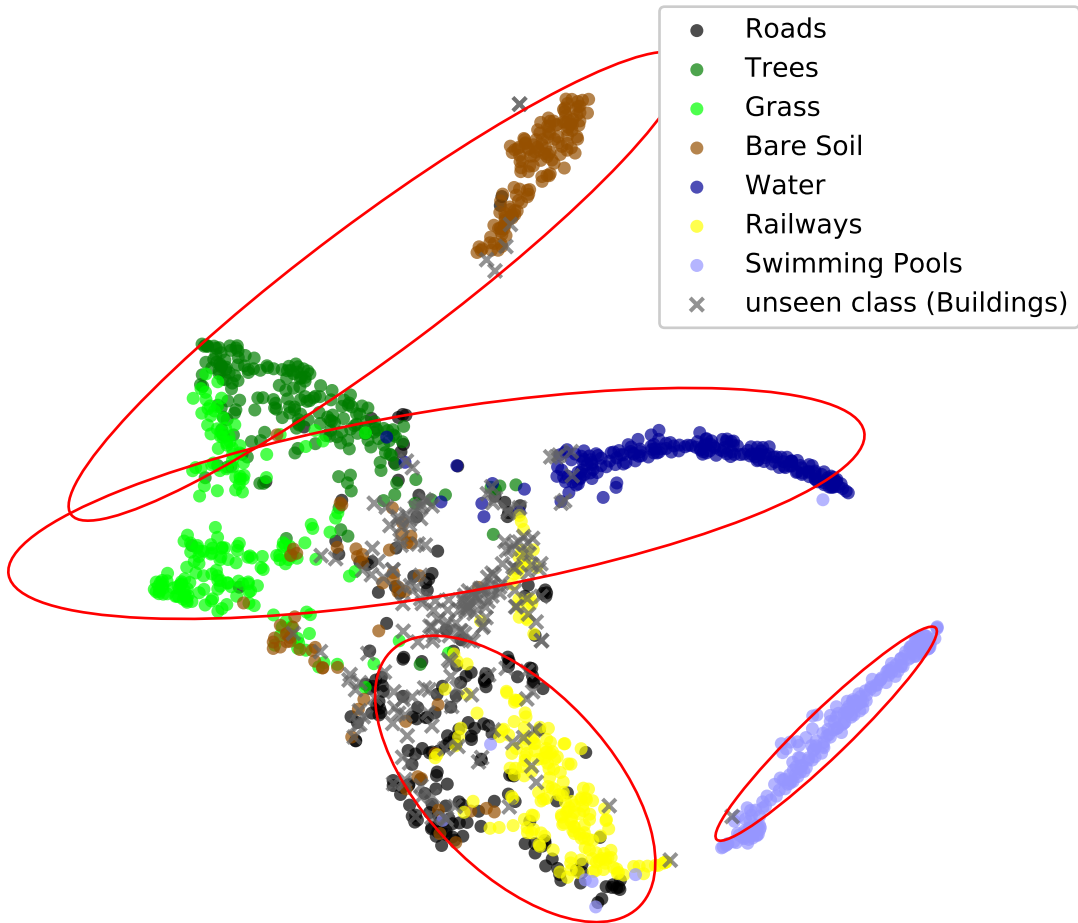 Roads
Trees
Grass
Bare Soil
Water
Railways
Swimming Pools
unseen class (Buildings)